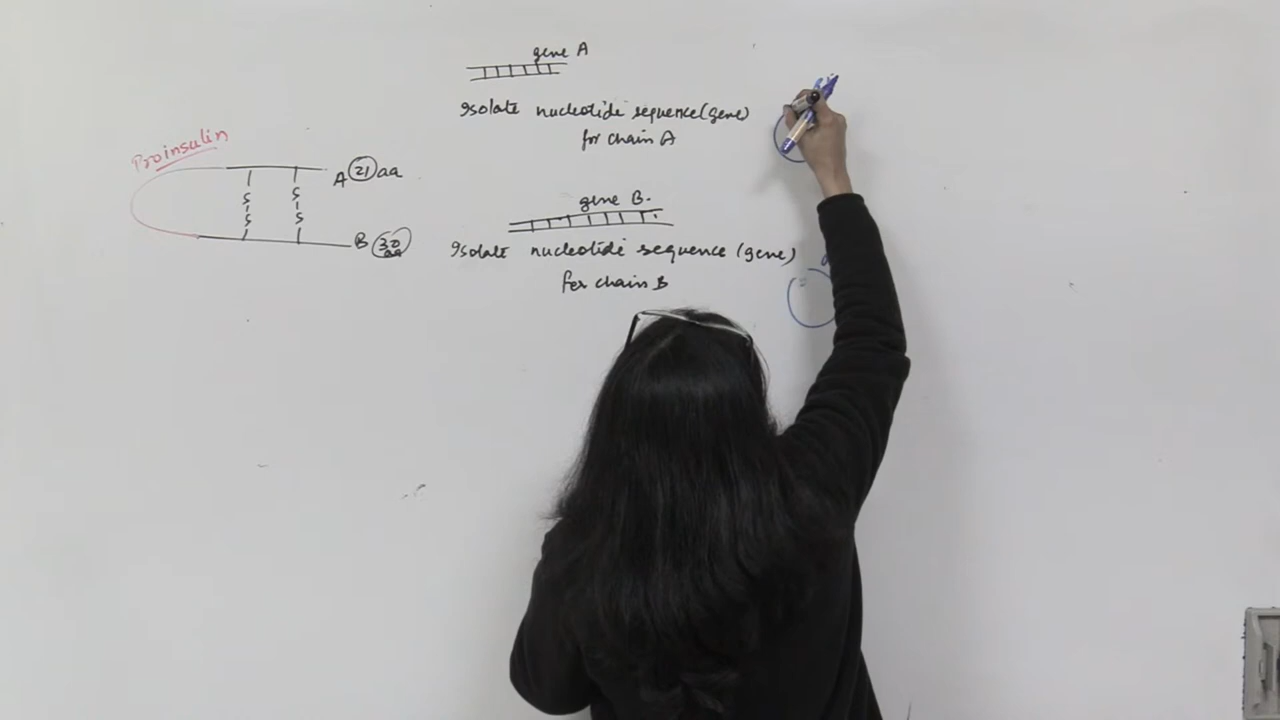 gene A
Isolate nucleotide sequence (gene)
for chain A
Proinsulin
A 21 aa
S
S
S
S
B 30
aa
gene B.
Isolate nucleotide sequence (gene)
for chain B